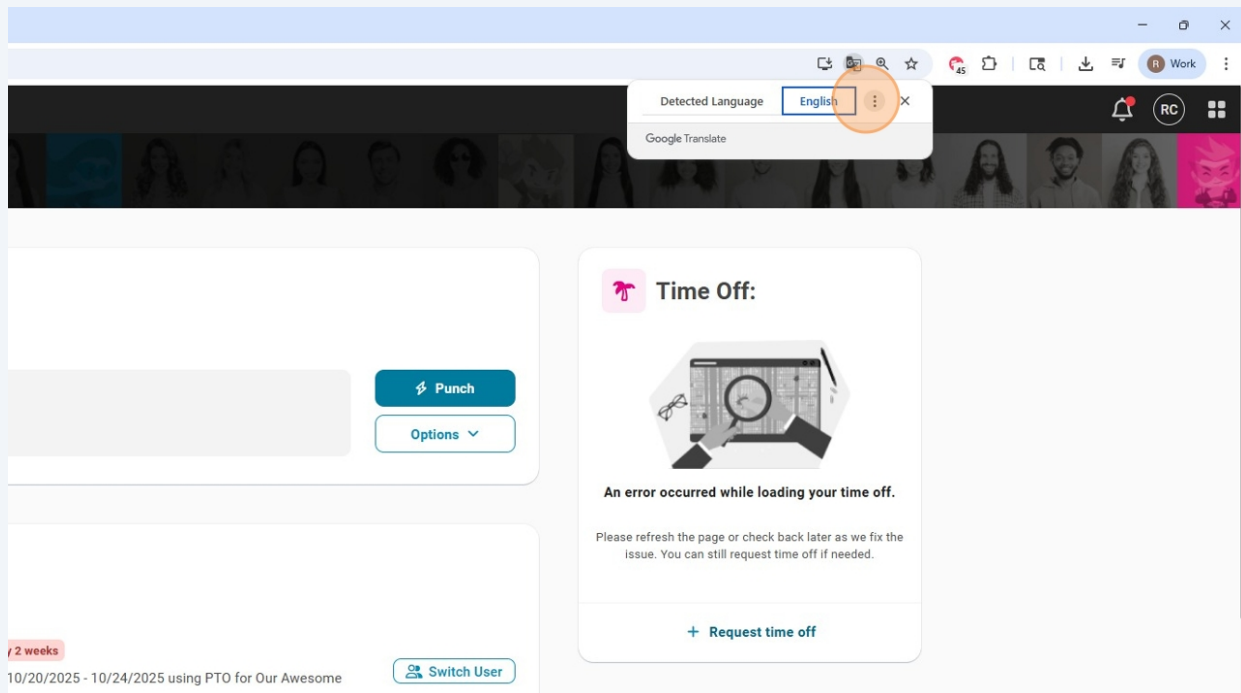 45
R Work
Detected Language English
Google Translate
RC
Time Off:
Punch
Options
An error occurred while loading your time off.
Please refresh the page or check back later as we fix the
issue. You can still request time off if needed.
+ Request time off
y 2 weeks
10/20/2025 - 10/24/2025 using PTO for Our Awesome
Switch User